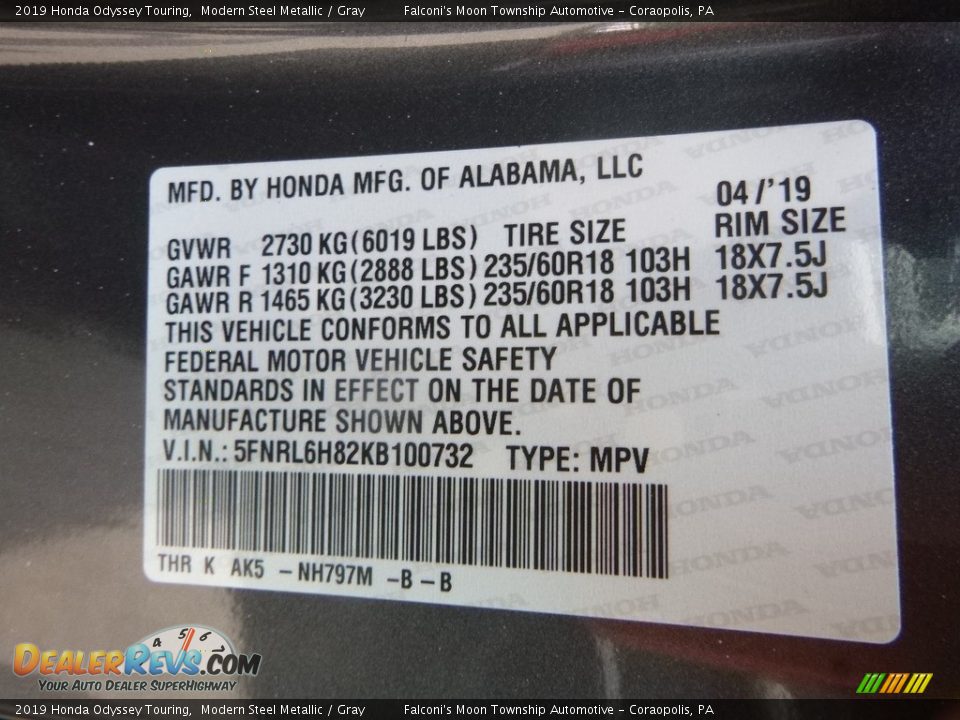 2019 Honda Odyssey Touring, Modern Steel Metallic / Gray Falconi's Moon Township Automotive - Coraopolis, PA
MFD. BY HONDA MFG. OF ALABAMA, LLC 04/'19
GVWR 2730 KG(6019 LBS) TIRE SIZE RIM SIZE
GAWR F 1310 KG(2888 LBS) 235/60R18 103H 18X7.5J
GAWR R 1465 KG(3230 LBS) 235/60R18 103H 18X7.5J
THIS VEHICLE CONFORMS TO ALL APPLICABLE
FEDERAL MOTOR VEHICLE SAFETY
STANDARDS IN EFFECT ON THE DATE OF
MANUFACTURE SHOWN ABOVE.
V.I.N.: 5FNRL6H82KB100732 TYPE: MPV
THR K AK5 -NH797M -B-B
4 5 6
DEALERREVS.COM
YOUR AUTO DEALER SUPERHIGHWAY
2019 Honda Odyssey Touring, Modern Steel Metallic / Gray Falconi's Moon Township Automotive - Coraopolis, PA